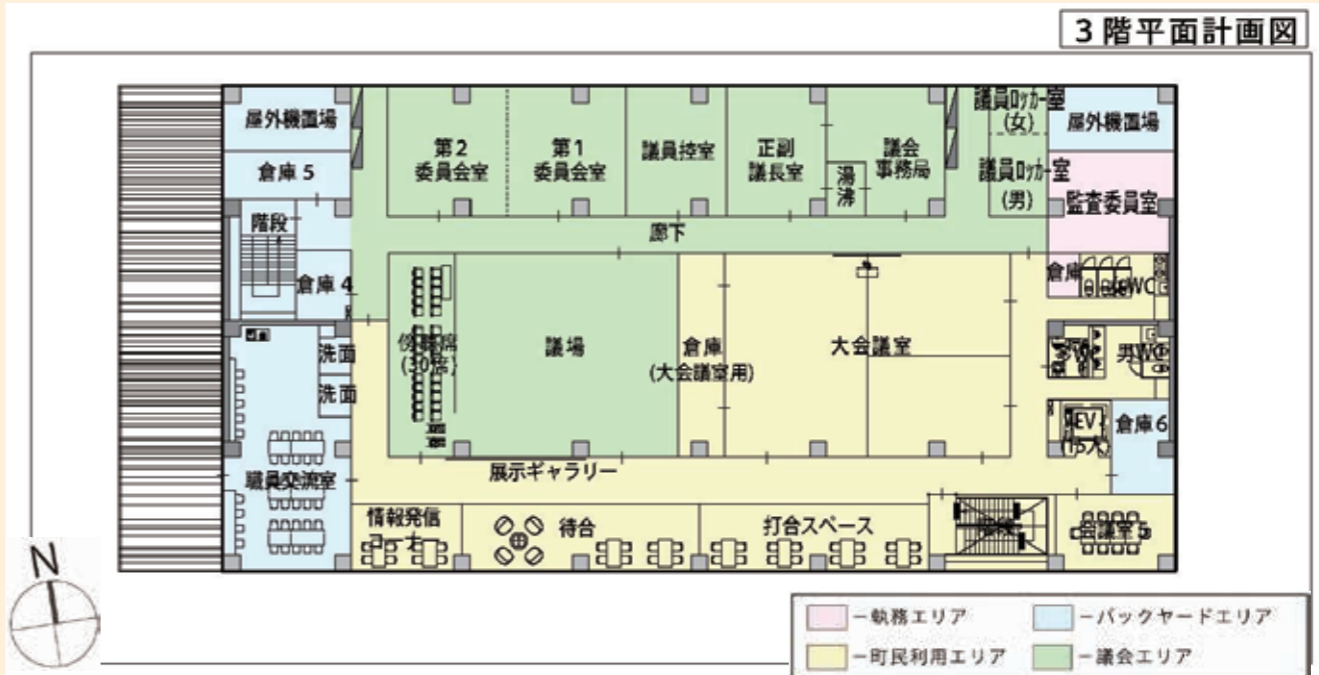 3階平面計画図
屋外機置場
倉庫5
階段
倉庫4
第2
委員会室
第1
委員会室
議員控室
正副
議長室
湯沸
議会
事務局
議員ロッカー室
(女)
議員ロッカー室
(男)
屋外機置場
監査委員室
廊下
傍聴席
(30席)
議場
倉庫
(大会議室用)
大会議室
倉庫
女WC
男WC
EV
(15人)
倉庫6
洗面
洗面
職員交流室
展示ギャラリー
情報発信
コーナー
待合
打合スペース
階段
会議室5
N
-執務エリア
-バックヤードエリア
-町民利用エリア
-議会エリア